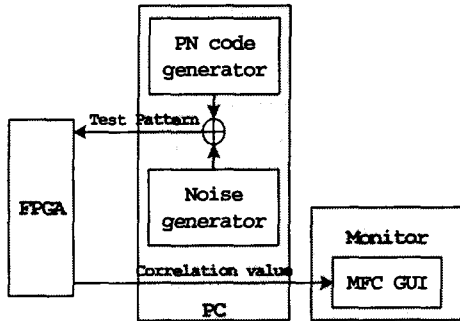 PN code
generator
Test Pattern
FPGA
Noise
generator
Monitor
Correlation value
MFC GUI
PC